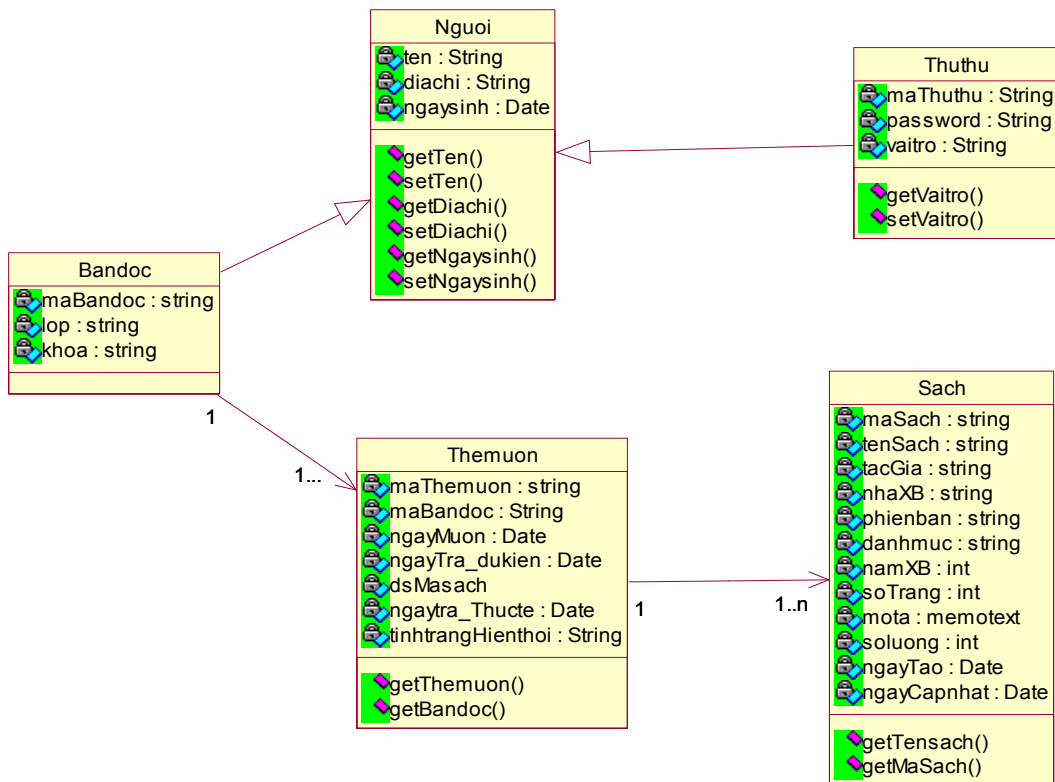 Nguoi
ten : String
diachi : String
ngaysinh : Date
getTen()
setTen()
getDiachi()
setDiachi()
getNgaysinh()
setNgaysinh()
Thuthu
maThuthu : String
password : String
vaitro : String
getVaitro()
setVaitro()
Bandoc
maBandoc : string
lop : string
khoa : string
1
1...
Themuon
maThemuon : string
maBandoc : String
ngayMuon : Date
ngayTra_dukien : Date
dsMasach
ngaytra_Thucte : Date
tinhtrangHienthoi : String
getThemuon()
getBandoc()
1
1..n
Sach
maSach : string
tenSach : string
tacGia : string
nhaXB : string
phienban : string
danhmuc : string
namXB : int
soTrang : int
mota : memotext
soluong : int
ngayTao : Date
ngayCapnhat : Date
getTensach()
getMaSach()